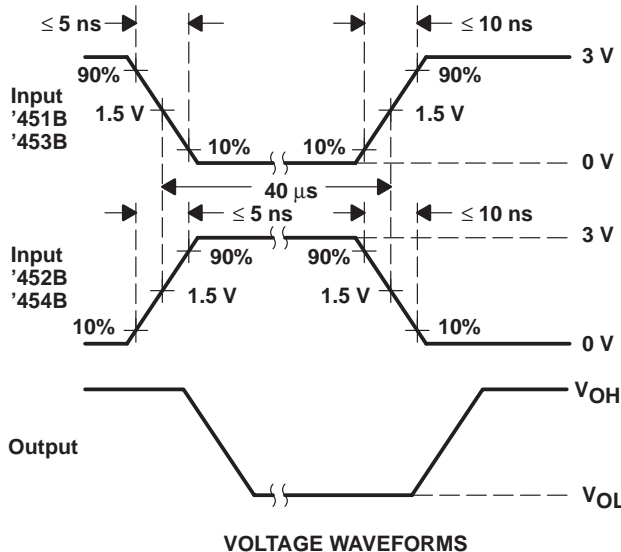 ≤ 5 ns
≤ 10 ns
3 V
90%
90%
Input
'451B
'453B
1.5 V
1.5 V
10%
10%
0 V
40 μs
≤ 5 ns
≤ 10 ns
3 V
Input
'452B
'454B
90%
90%
1.5 V
1.5 V
10%
10%
0 V
VOH
Output
VOL
VOLTAGE WAVEFORMS